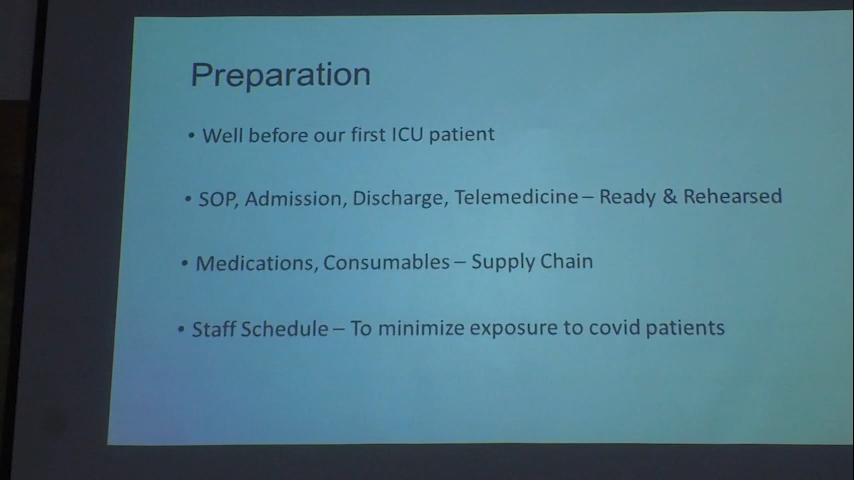 Preparation
• Well before our first ICU patient
• SOP, Admission, Discharge, Telemedicine – Ready & Rehearsed
• Medications, Consumables – Supply Chain
• Staff Schedule – To minimize exposure to covid patients